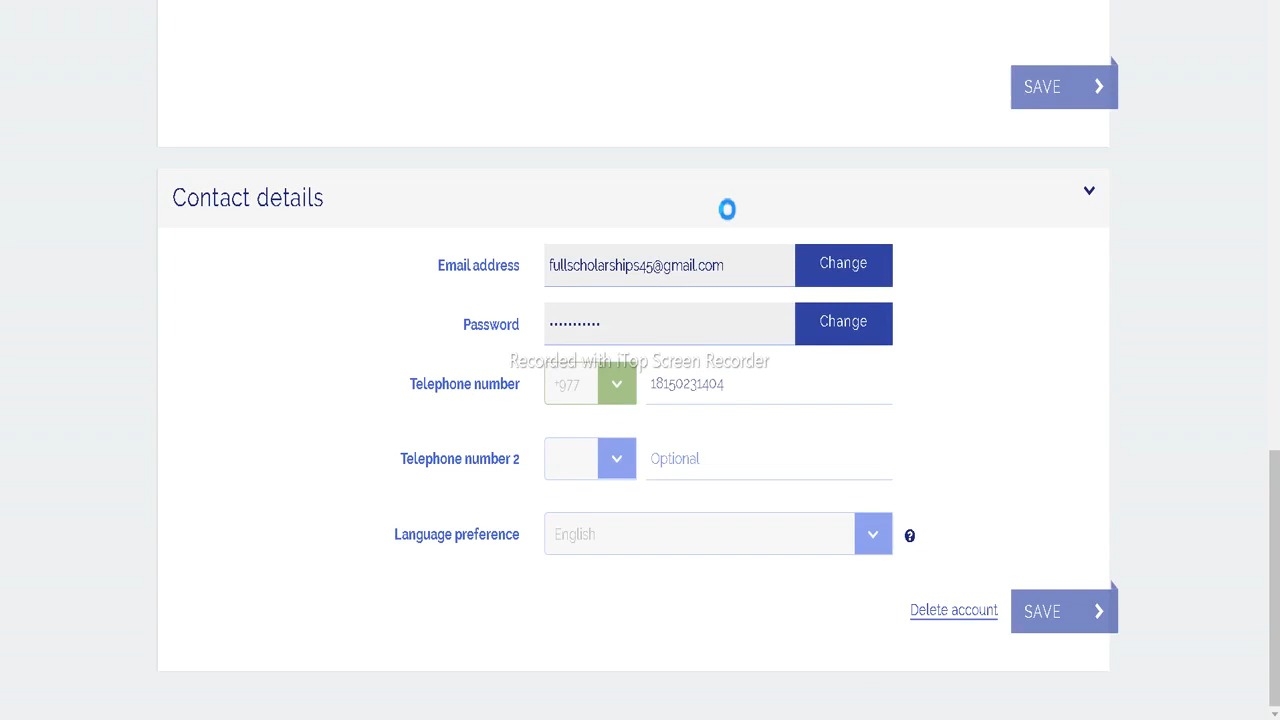 SAVE
Contact details
Email address fullscholarships45@gmail.com Change
Password ••••••••••• Change
Recorded with iTop Screen Recorder
Telephone number +977 18150231404
Telephone number 2 Optional
Language preference English ?
Delete account SAVE